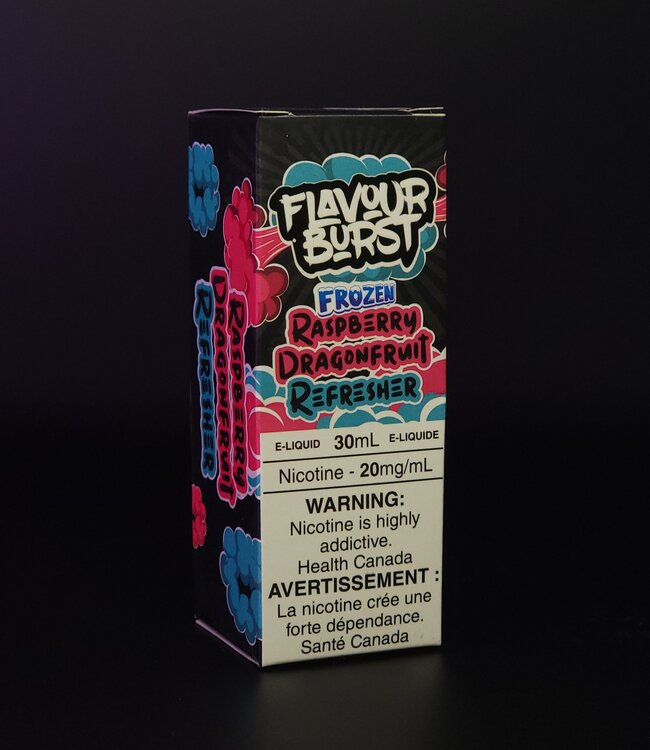 FLAVOUR
BURST
FROZEN
RASPBERRY
DRAGONFRUIT
REFRESHER
E-LIQUID 30mL E-LIQUIDE
Nicotine - 20mg/mL
WARNING:
Nicotine is highly
addictive.
Health Canada
AVERTISSEMENT :
La nicotine crée une
forte dépendance.
Santé Canada
RASPBERRY
DRAGONFRUIT
REFRESHER